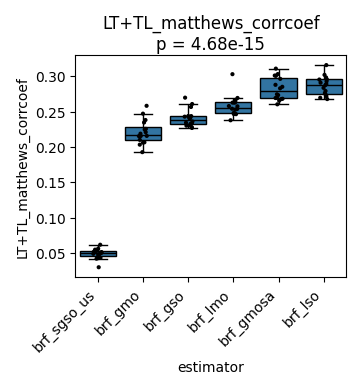 LT+TL_matthews_corrcoef
p = 4.68e-15
LT+TL_matthews_corrcoef
0.30
0.25
0.20
0.15
0.10
0.05
brf_sgso_us
brf_gmo
brf_gso
brf_lmo
brf_gmosa
brf_lso
estimator